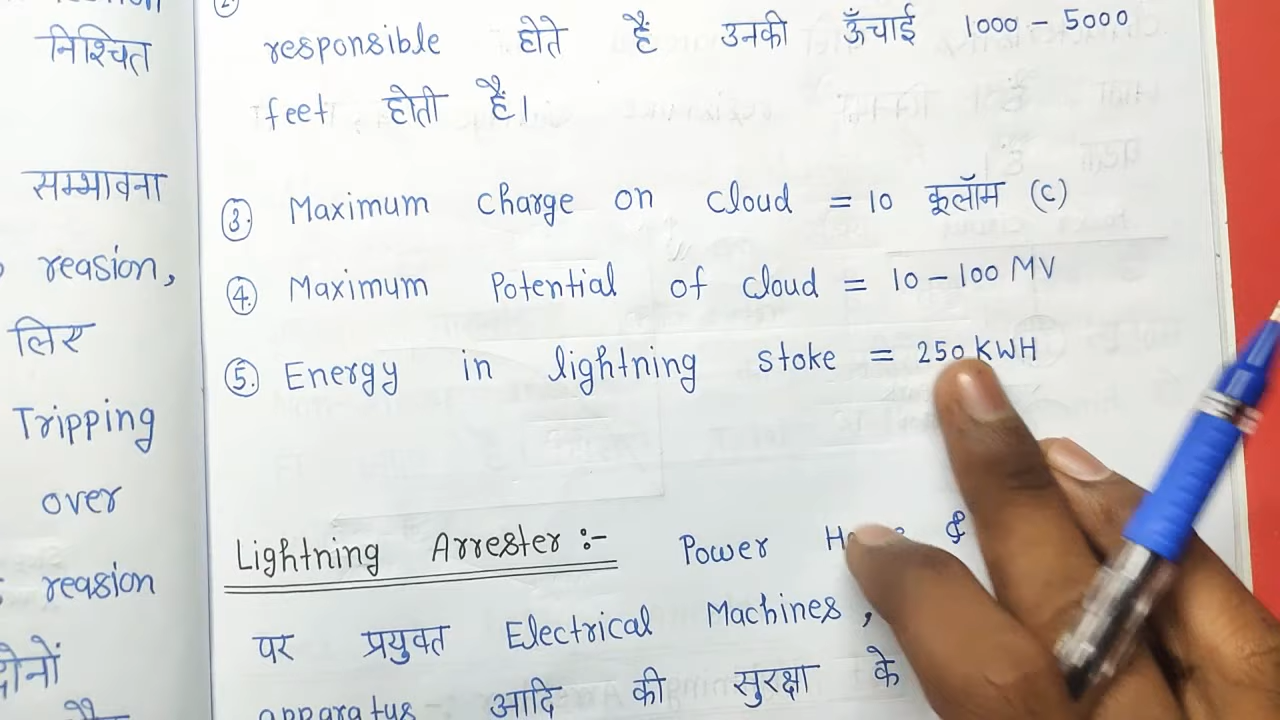 निश्चित
सम्भावना
reasion,
लिए
Tripping
over
reasion
दोनों
2.
responsible होते हैं उनकी ऊँचाई 1000 - 5000
feet होती हैं।
3. Maximum charge on cloud = 10 कूलॉम (C)
4. Maximum Potential of cloud = 10 - 100 MV
5. Energy in lightning stoke = 250 KWH
Lightning Arrester :- Power &
पर प्रयुक्त Electrical Machines,
apparatus आदि की सुरक्षा के